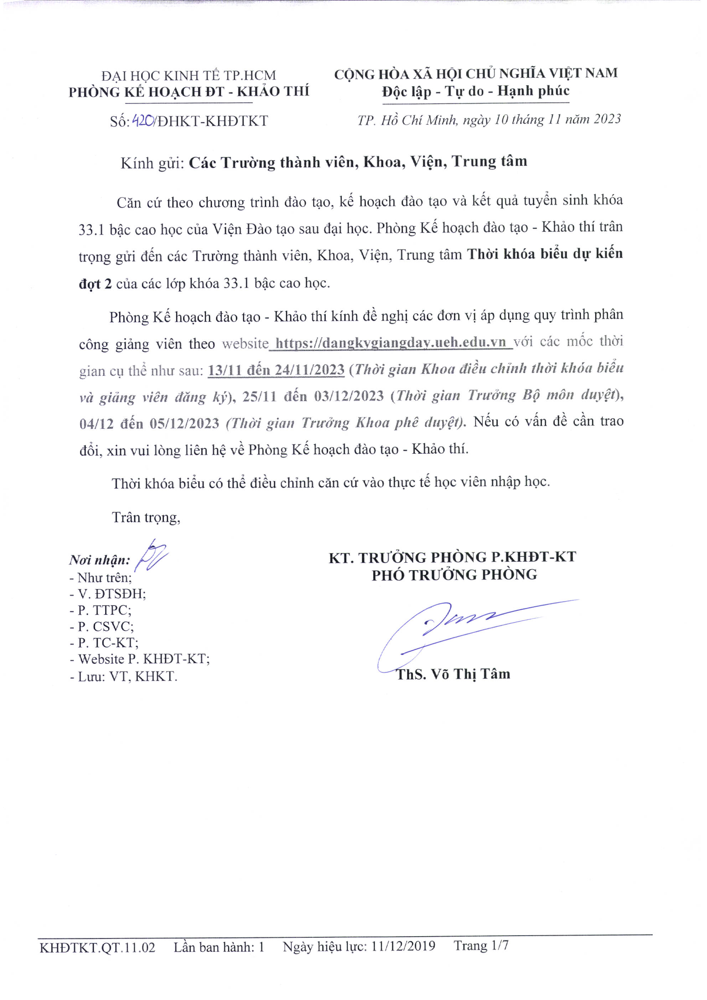 ĐẠI HỌC KINH TẾ TP.HCM
PHÒNG KẾ HOẠCH ĐT - KHẢO THÍ
CỘNG HÒA XÃ HỘI CHỦ NGHĨA VIỆT NAM
Độc lập - Tự do - Hạnh phúc
Số: 420/ĐHKT-KHĐTKT
TP. Hồ Chí Minh, ngày 10 tháng 11 năm 2023
Kính gửi: Các Trường thành viên, Khoa, Viện, Trung tâm
Căn cứ theo chương trình đào tạo, kế hoạch đào tạo và kết quả tuyển sinh khóa
33.1 bậc cao học của Viện Đào tạo sau đại học. Phòng Kế hoạch đào tạo - Khảo thí trân
trọng gửi đến các Trường thành viên, Khoa, Viện, Trung tâm Thời khóa biểu dự kiến
đợt 2 của các lớp khóa 33.1 bậc cao học.
Phòng Kế hoạch đào tạo - Khảo thí kính đề nghị các đơn vị áp dụng quy trình phân
công giảng viên theo website https://dangkygiangday.ueh.edu.vn với các mốc thời
gian cụ thể như sau: 13/11 đến 24/11/2023 (Thời gian Khoa điều chỉnh thời khóa biểu
và giảng viên đăng ký), 25/11 đến 03/12/2023 (Thời gian Trưởng Bộ môn duyệt),
04/12 đến 05/12/2023 (Thời gian Trưởng Khoa phê duyệt). Nếu có vấn đề cần trao
đổi, xin vui lòng liên hệ về Phòng Kế hoạch đào tạo - Khảo thí.
Thời khóa biểu có thể điều chỉnh căn cứ vào thực tế học viên nhập học.
Trân trọng,
Nơi nhận:
- Như trên;
- V. ĐTSĐH;
- P. TTPC;
- P. CSVC;
- P. TC-KT;
- Website P. KHĐT-KT;
- Lưu: VT, KHKT.
KT. TRƯỞNG PHÒNG P.KHĐT-KT
PHÓ TRƯỞNG PHÒNG
ThS. Võ Thị Tâm
KHĐTKT.QT.11.02 Lần ban hành: 1 Ngày hiệu lực: 11/12/2019 Trang 1/7